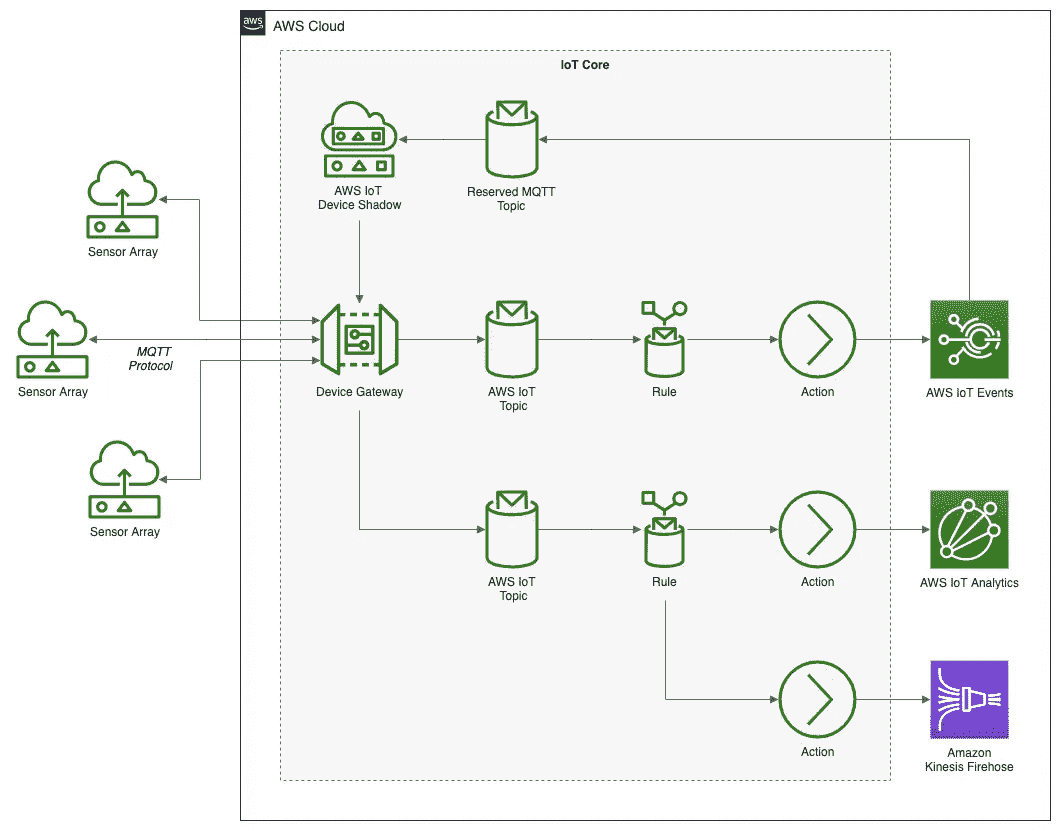 aws
AWS Cloud
IoT Core
AWS IoT
Device Shadow
Reserved MQTT
Topic
Sensor Array
Sensor Array
MQTT
Protocol
Device Gateway
AWS IoT
Topic
Rule
Action
AWS IoT Events
Sensor Array
AWS IoT
Topic
Rule
Action
AWS IoT Analytics
Action
Amazon
Kinesis Firehose